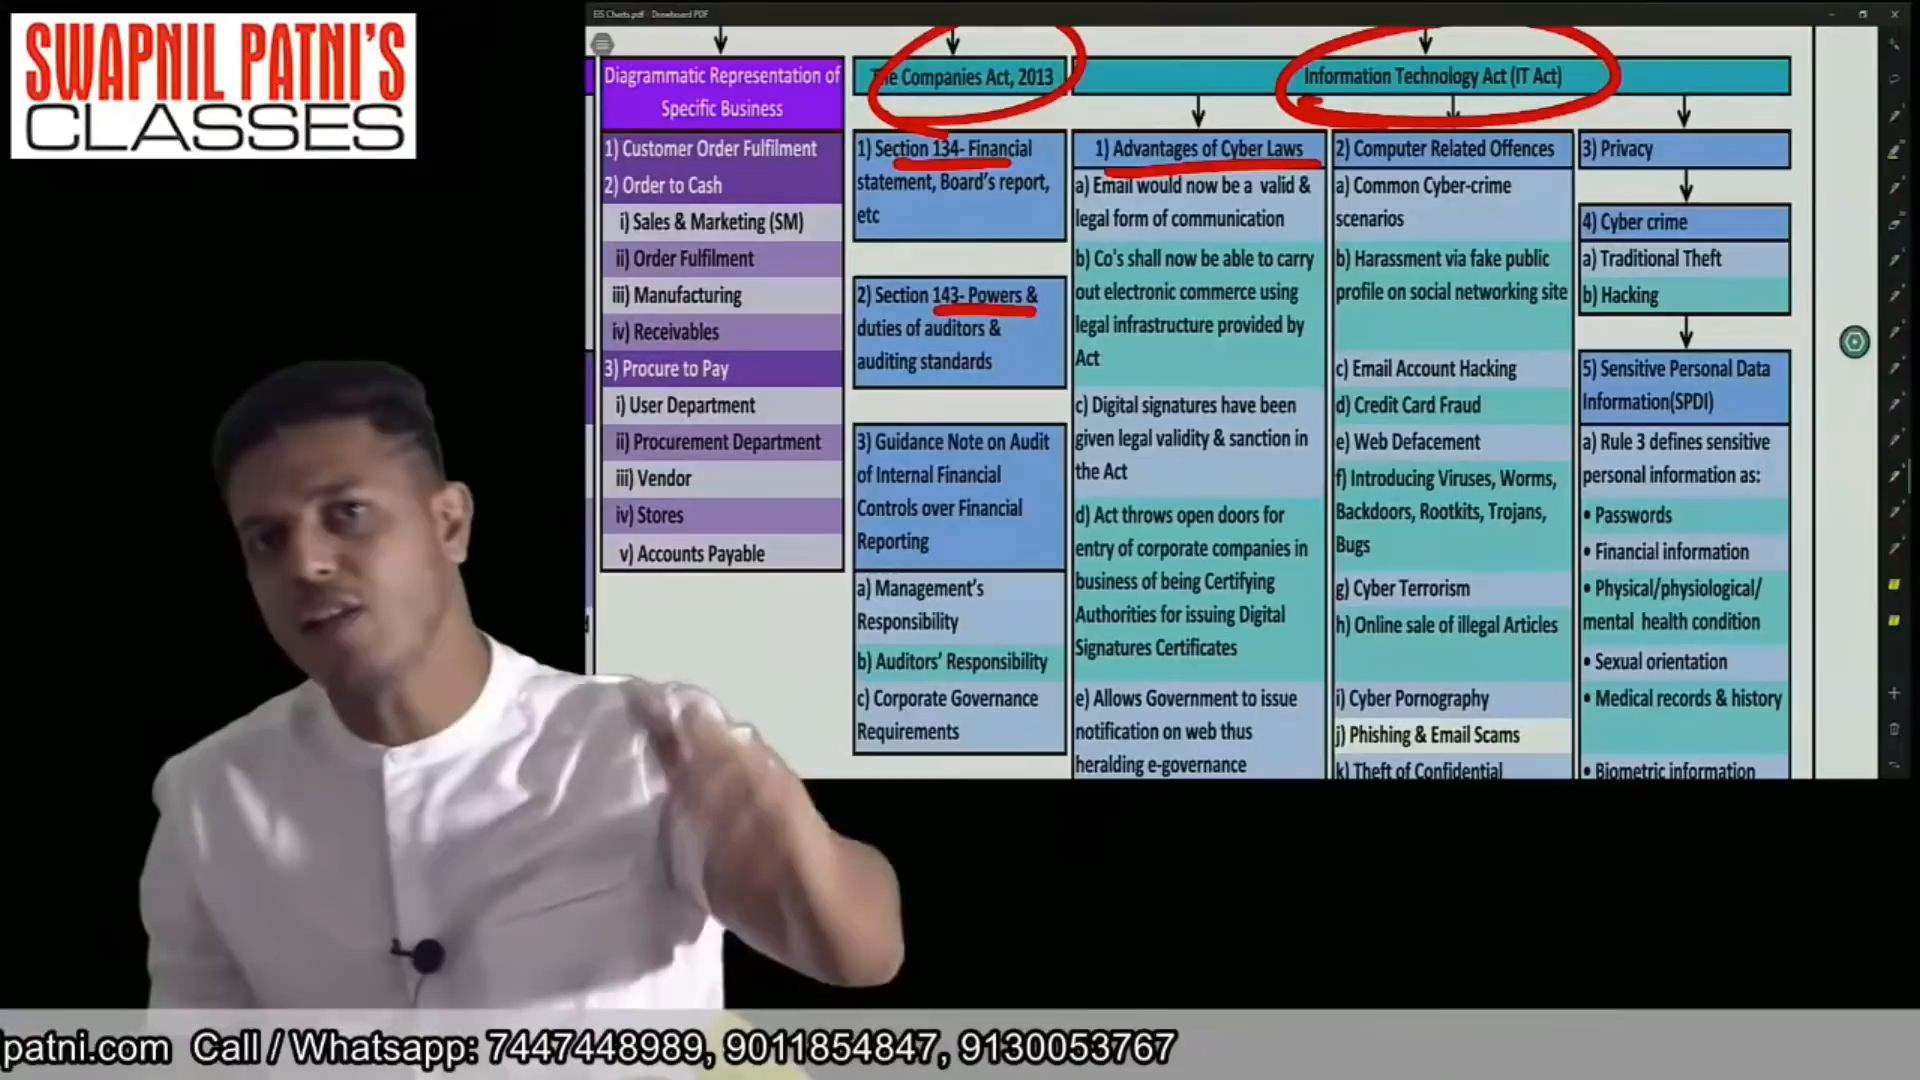 SWAPNIL PATNI'S
CLASSES
EIS Charts.pdf - Drawboard PDF
Diagrammatic Representation of
Specific Business
1) Customer Order Fulfilment
2) Order to Cash
i) Sales & Marketing (SM)
ii) Order Fulfilment
iii) Manufacturing
iv) Receivables
3) Procure to Pay
i) User Department
ii) Procurement Department
iii) Vendor
iv) Stores
v) Accounts Payable
The Companies Act, 2013
1) Section 134- Financial
statement, Board's report,
etc
2) Section 143- Powers &
duties of auditors &
auditing standards
3) Guidance Note on Audit
of Internal Financial
Controls over Financial
Reporting
a) Management's
Responsibility
b) Auditors' Responsibility
c) Corporate Governance
Requirements
Information Technology Act (IT Act)
1) Advantages of Cyber Laws
a) Email would now be a valid &
legal form of communication
b) Co's shall now be able to carry
out electronic commerce using
legal infrastructure provided by
Act
c) Digital signatures have been
given legal validity & sanction in
the Act
d) Act throws open doors for
entry of corporate companies in
business of being Certifying
Authorities for issuing Digital
Signatures Certificates
e) Allows Government to issue
notification on web thus
heralding e-governance
2) Computer Related Offences
a) Common Cyber-crime
scenarios
b) Harassment via fake public
profile on social networking site
c) Email Account Hacking
d) Credit Card Fraud
e) Web Defacement
f) Introducing Viruses, Worms,
Backdoors, Rootkits, Trojans,
Bugs
g) Cyber Terrorism
h) Online sale of illegal Articles
i) Cyber Pornography
j) Phishing & Email Scams
k) Theft of Confidential
3) Privacy
4) Cyber crime
a) Traditional Theft
b) Hacking
5) Sensitive Personal Data
Information(SPDI)
a) Rule 3 defines sensitive
personal information as:
• Passwords
• Financial information
• Physical/physiological/
mental health condition
• Sexual orientation
• Medical records & history
• Biometric information
patni.com Call / Whatsapp: 7447448989, 9011854847, 9130053767